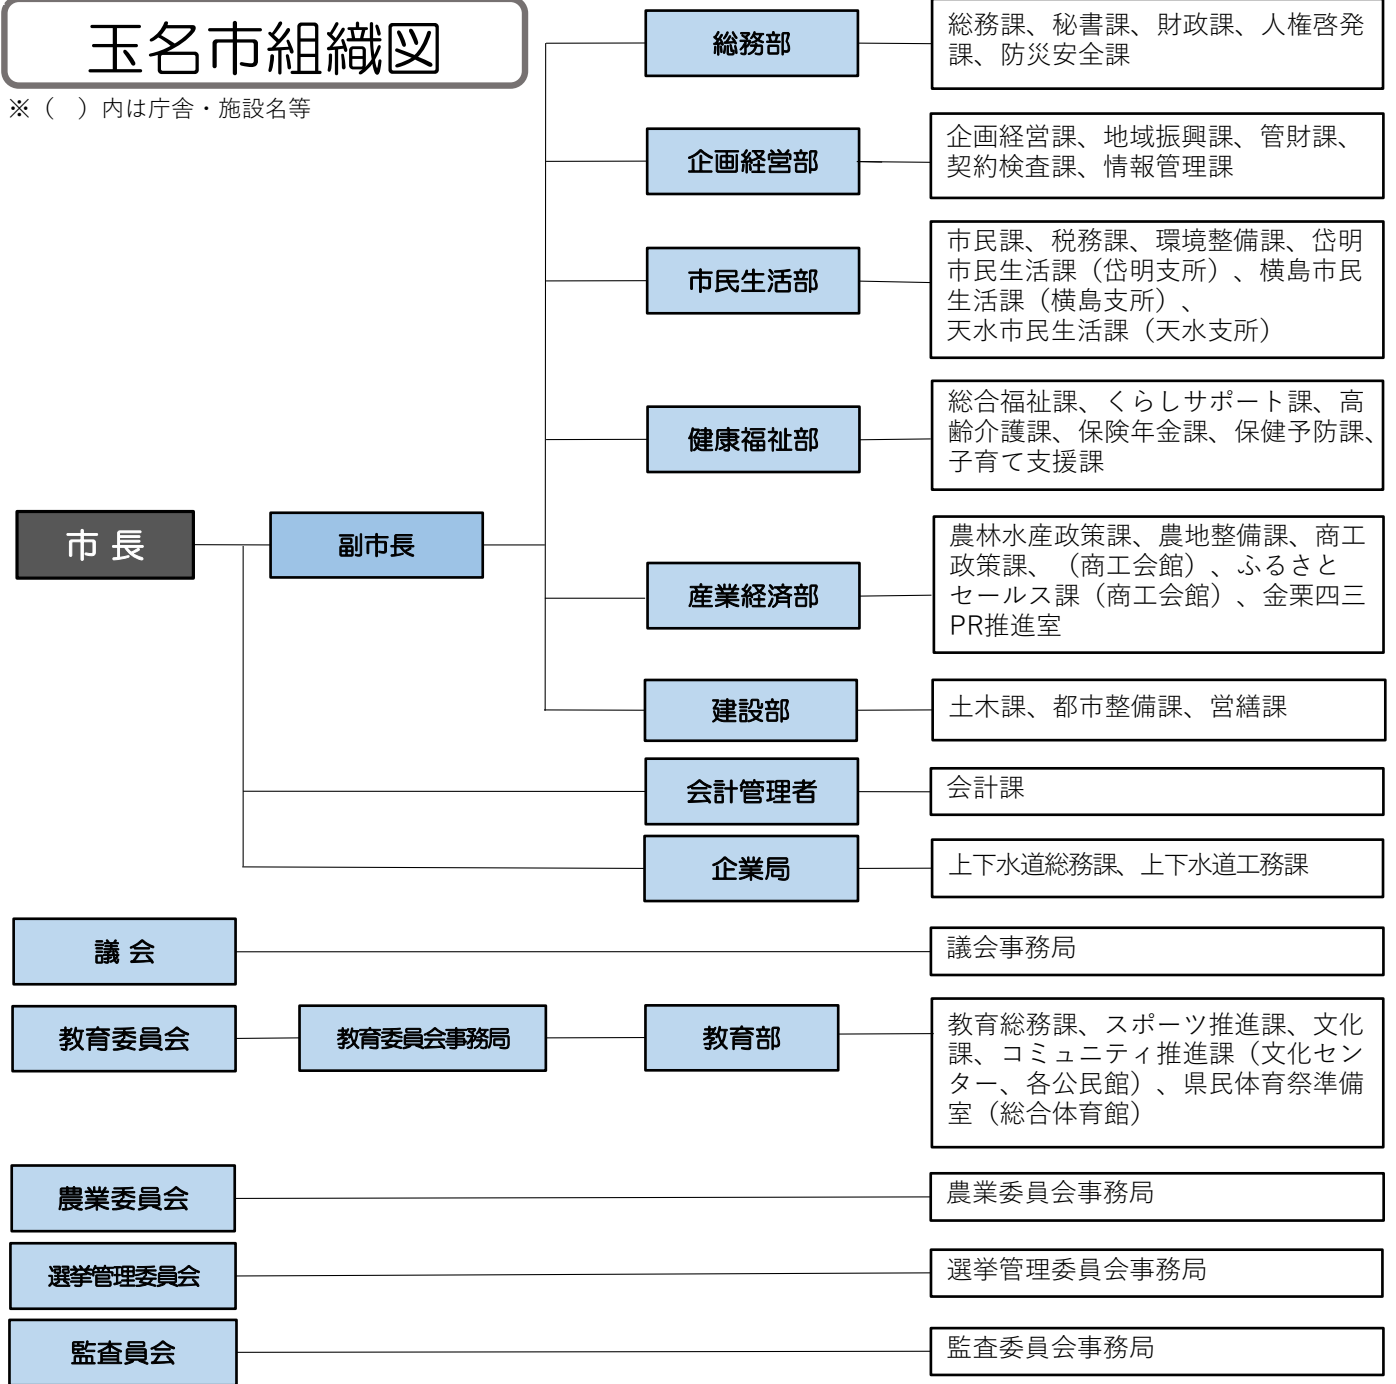 玉名市組織図
※（　）内は庁舎・施設名等
総務部
総務課、秘書課、財政課、人権啓発
課、防災安全課
企画経営部
企画経営課、地域振興課、管財課、
契約検査課、情報管理課
市民生活部
市民課、税務課、環境整備課、岱明
市民生活課（岱明支所）、横島市民
生活課（横島支所）、
天水市民生活課（天水支所）
健康福祉部
総合福祉課、くらしサポート課、高
齢介護課、保険年金課、保健予防課、
子育て支援課
市 長
副市長
産業経済部
農林水産政策課、農地整備課、商工
政策課、（商工会館）、ふるさと
セールス課（商工会館）、金栗四三
PR推進室
建設部
土木課、都市整備課、営繕課
会計管理者
会計課
企業局
上下水道総務課、上下水道工務課
議 会
議会事務局
教育委員会
教育委員会事務局
教育部
教育総務課、スポーツ推進課、文化
課、コミュニティ推進課（文化セン
ター、各公民館）、県民体育祭準備
室（総合体育館）
農業委員会
農業委員会事務局
選挙管理委員会
選挙管理委員会事務局
監査員会
監査委員会事務局